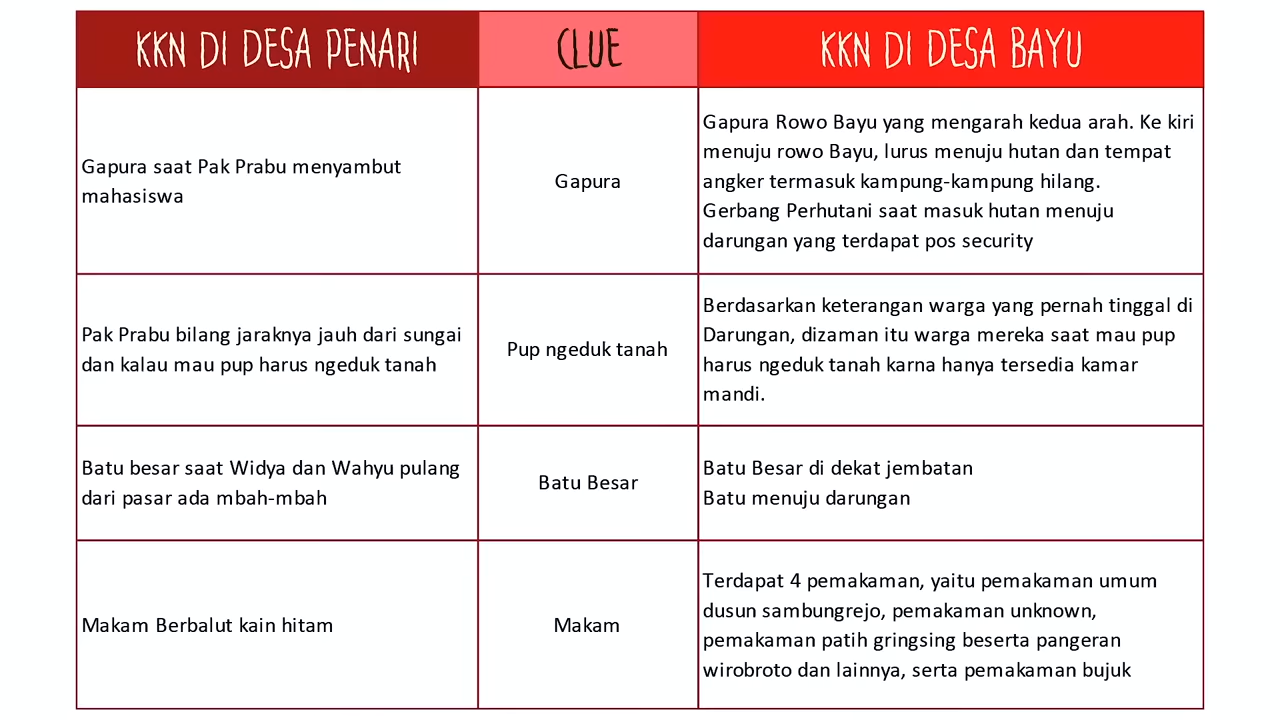 KKN DI DESA PENARI
CLUE
KKN DI DESA BAYU
Gapura saat Pak Prabu menyambut
mahasiswa
Gapura
Gapura Rowo Bayu yang mengarah kedua arah. Ke kiri
menuju rowo Bayu, lurus menuju hutan dan tempat
angker termasuk kampung-kampung hilang.
Gerbang Perhutani saat masuk hutan menuju
darungan yang terdapat pos security
Pak Prabu bilang jaraknya jauh dari sungai
dan kalau mau pup harus ngeduk tanah
Pup ngeduk tanah
Berdasarkan keterangan warga yang pernah tinggal di
Darungan, dizaman itu warga mereka saat mau pup
harus ngeduk tanah karna hanya tersedia kamar
mandi.
Batu besar saat Widya dan Wahyu pulang
dari pasar ada mbah-mbah
Batu Besar
Batu Besar di dekat jembatan
Batu menuju darungan
Makam Berbalut kain hitam
Makam
Terdapat 4 pemakaman, yaitu pemakaman umum
dusun sambungrejo, pemakaman unknown,
pemakaman patih gringsing beserta pangeran
wirobroto dan lainnya, serta pemakaman bujuk